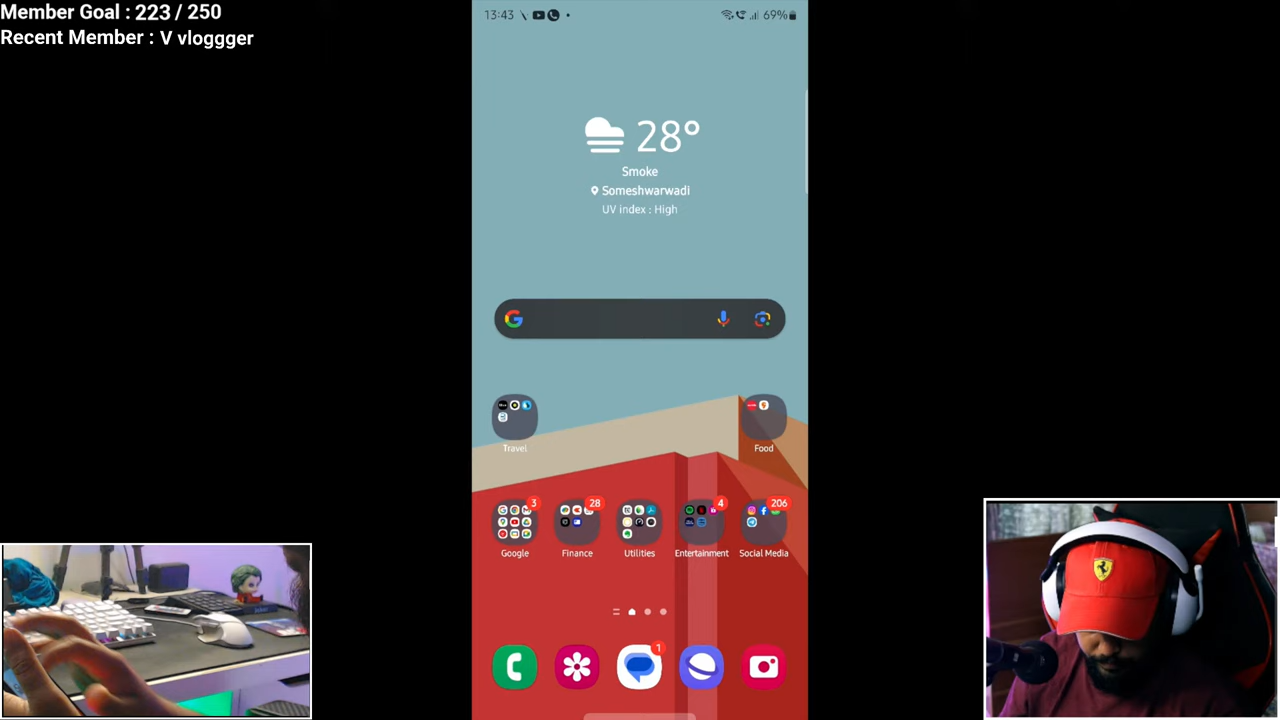 Member Goal : 223 / 250
Recent Member : V vloggger
13:43
69%
28°
Smoke
Someshwarwadi
UV index : High
Travel
Food
3
28
4
206
Google
Finance
Utilities
Entertainment
Social Media
1